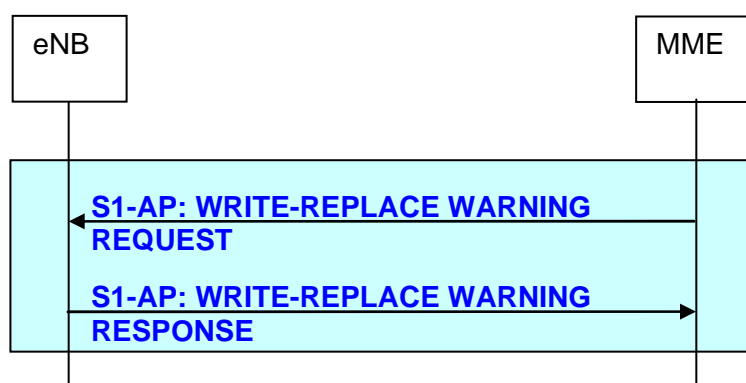 eNB
MME
S1-AP: WRITE-REPLACE WARNING
REQUEST
S1-AP: WRITE-REPLACE WARNING
RESPONSE